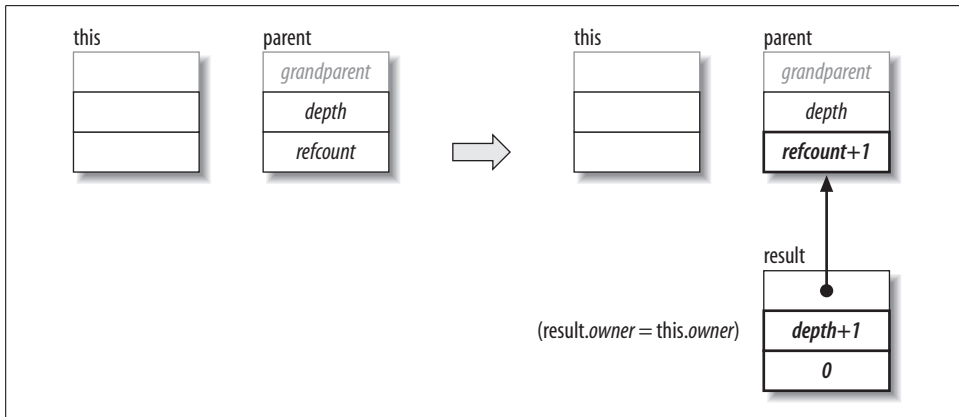 this
parent
grandparent
depth
refcount
this
parent
grandparent
depth
refcount+1
result
(result.owner = this.owner)
depth+1
0